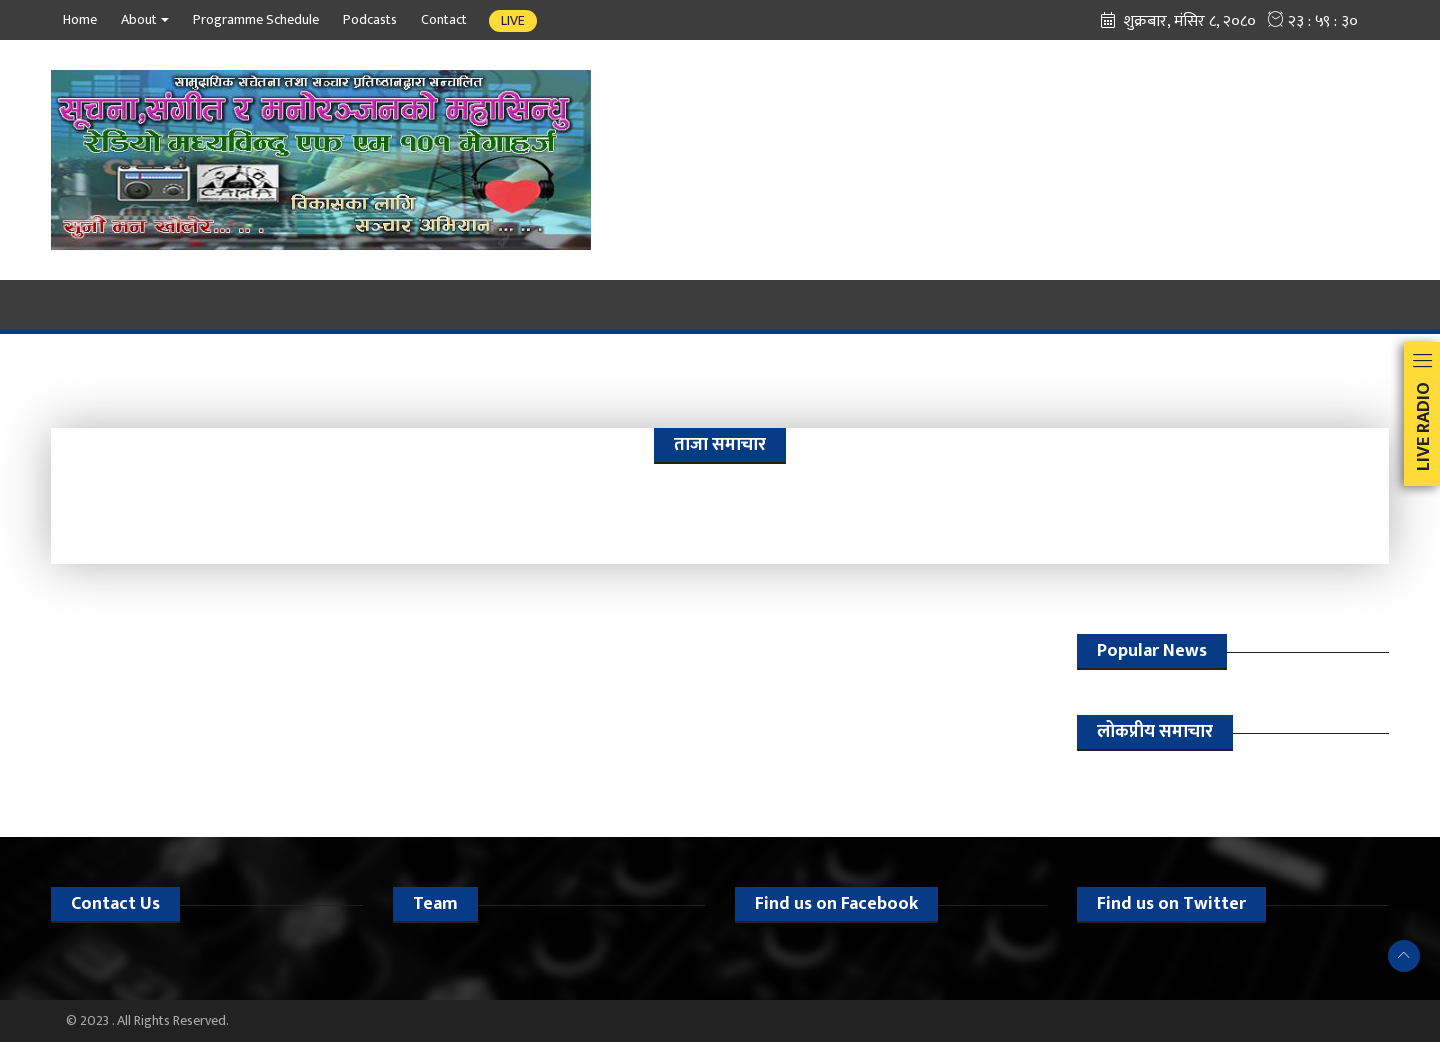 Home About Programme Schedule Podcasts Contact LIVE शुक्रबार, मंसिर ८, २०८० २३ : ५९ : ३०
सामुदायिक सचेतना तथा सञ्चार प्रतिष्ठानद्वारा सञ्चालित
सूचना,संगीत र मनोरञ्जनको महासिन्धु
रेडियो मध्यविन्दु एफ एम १०१ मेगाहर्ज
विकासका लागि
सुनौ मन खोलेर... .. .
सञ्चार अभियान ... .. .
LIVE RADIO
ताजा समाचार
Popular News
लोकप्रीय समाचार
Contact Us Team Find us on Facebook Find us on Twitter
© 2023 . All Rights Reserved.